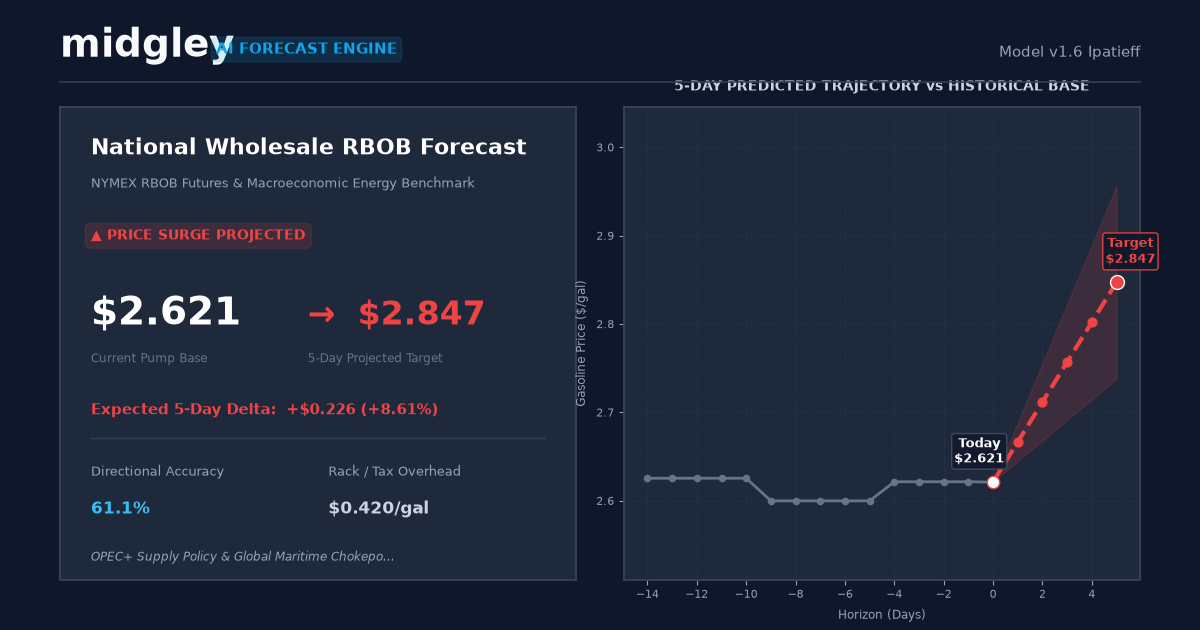 midgley
AI FORECAST ENGINE
Model v1.6 Ipatieff
National Wholesale RBOB Forecast
NYMEX RBOB Futures & Macroeconomic Energy Benchmark
▲ PRICE SURGE PROJECTED
$2.621 → $2.847
Current Pump Base 5-Day Projected Target
Expected 5-Day Delta: +$0.226 (+8.61%)
Directional Accuracy Rack / Tax Overhead
61.1% $0.420/gal
OPEC+ Supply Policy & Global Maritime Chokepo...
5-DAY PREDICTED TRAJECTORY vs HISTORICAL BASE
Gasoline Price ($/gal)
3.0
2.9
2.8
2.7
2.6
Target
$2.847
Today
$2.621
−14 −12 −10 −8 −6 −4 −2 0 2 4
Horizon (Days)